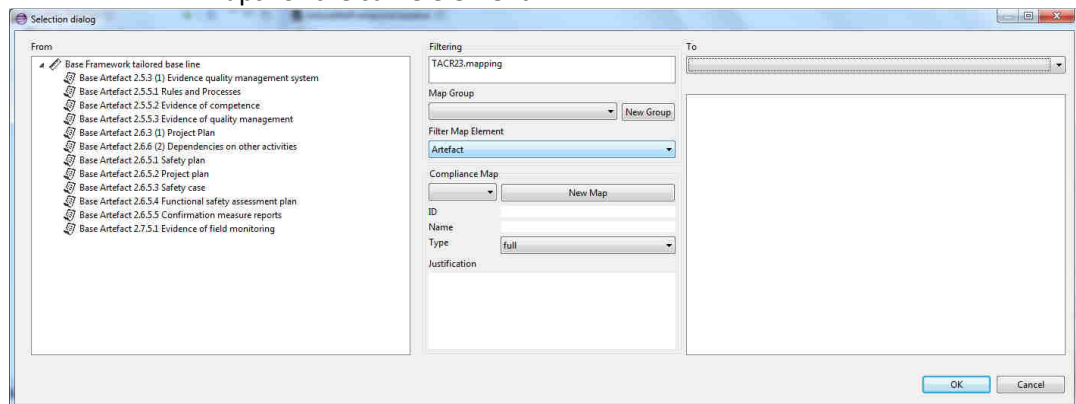 Selection dialog
From
Base Framework tailored base line
Base Artefact 2.5.3 (1) Evidence quality management system
Base Artefact 2.5.5.1 Rules and Processes
Base Artefact 2.5.5.2 Evidence of competence
Base Artefact 2.5.5.3 Evidence of quality management
Base Artefact 2.6.3 (1) Project Plan
Base Artefact 2.6.6 (2) Dependencies on other activities
Base Artefact 2.6.5.1 Safety plan
Base Artefact 2.6.5.2 Project plan
Base Artefact 2.6.5.3 Safety case
Base Artefact 2.6.5.4 Functional safety assessment plan
Base Artefact 2.6.5.5 Confirmation measure reports
Base Artefact 2.7.5.1 Evidence of field monitoring
Filtering
TACR23.mapping
Map Group
New Group
Filter Map Element
Artefact
Compliance Map
New Map
ID
Name
Type
full
Justification
To
OK
Cancel